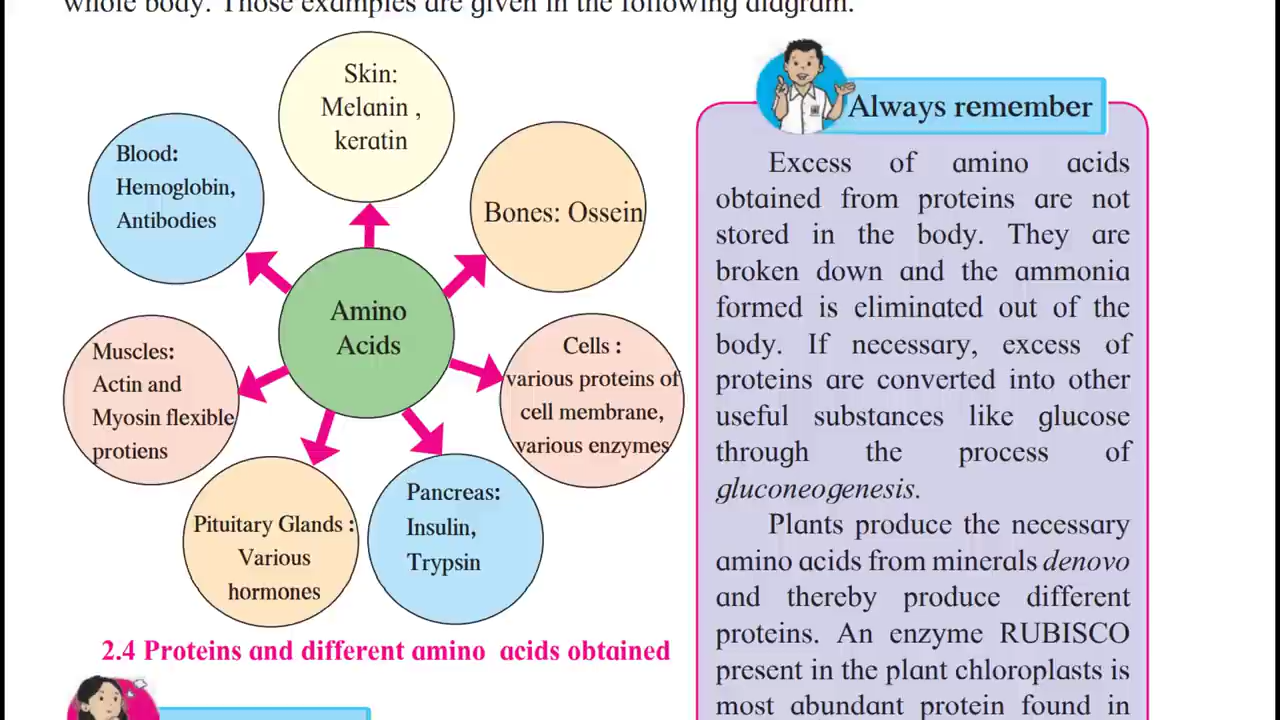 whole body. Those examples are given in the following diagram.
Skin:
Melanin ,
keratin
Blood:
Hemoglobin,
Antibodies
Bones: Ossein
Amino
Acids
Muscles:
Actin and
Myosin flexible
protiens
Cells :
various proteins of
cell membrane,
various enzymes
Pituitary Glands :
Various
hormones
Pancreas:
Insulin,
Trypsin
2.4 Proteins and different amino acids obtained
Always remember
Excess of amino acids
obtained from proteins are not
stored in the body. They are
broken down and the ammonia
formed is eliminated out of the
body. If necessary, excess of
proteins are converted into other
useful substances like glucose
through the process of
gluconeogenesis.
Plants produce the necessary
amino acids from minerals denovo
and thereby produce different
proteins. An enzyme RUBISCO
present in the plant chloroplasts is
most abundant protein found in